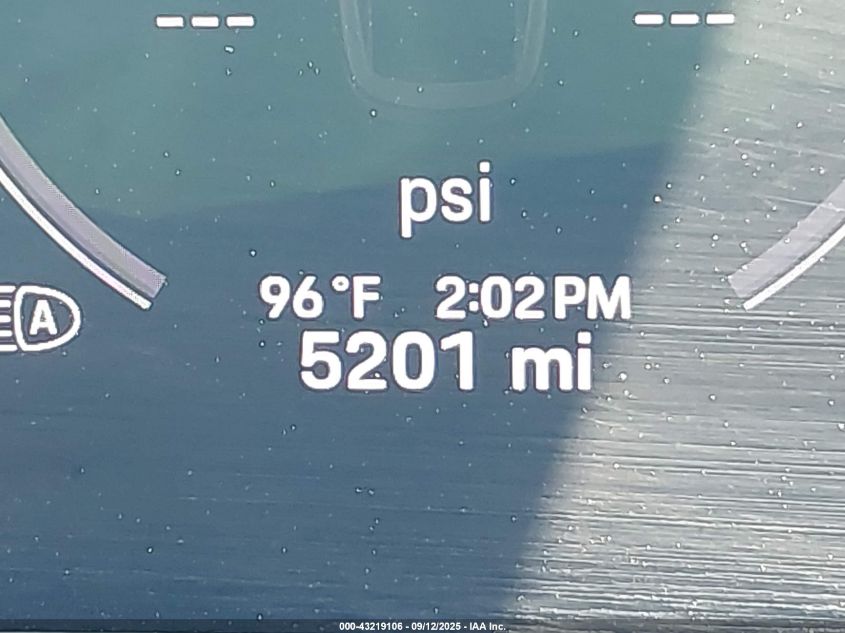 --- ---
psi
96 °F 2:02 PM
A
5201 mi
000-43219106 - 09/12/2025 - IAA Inc.